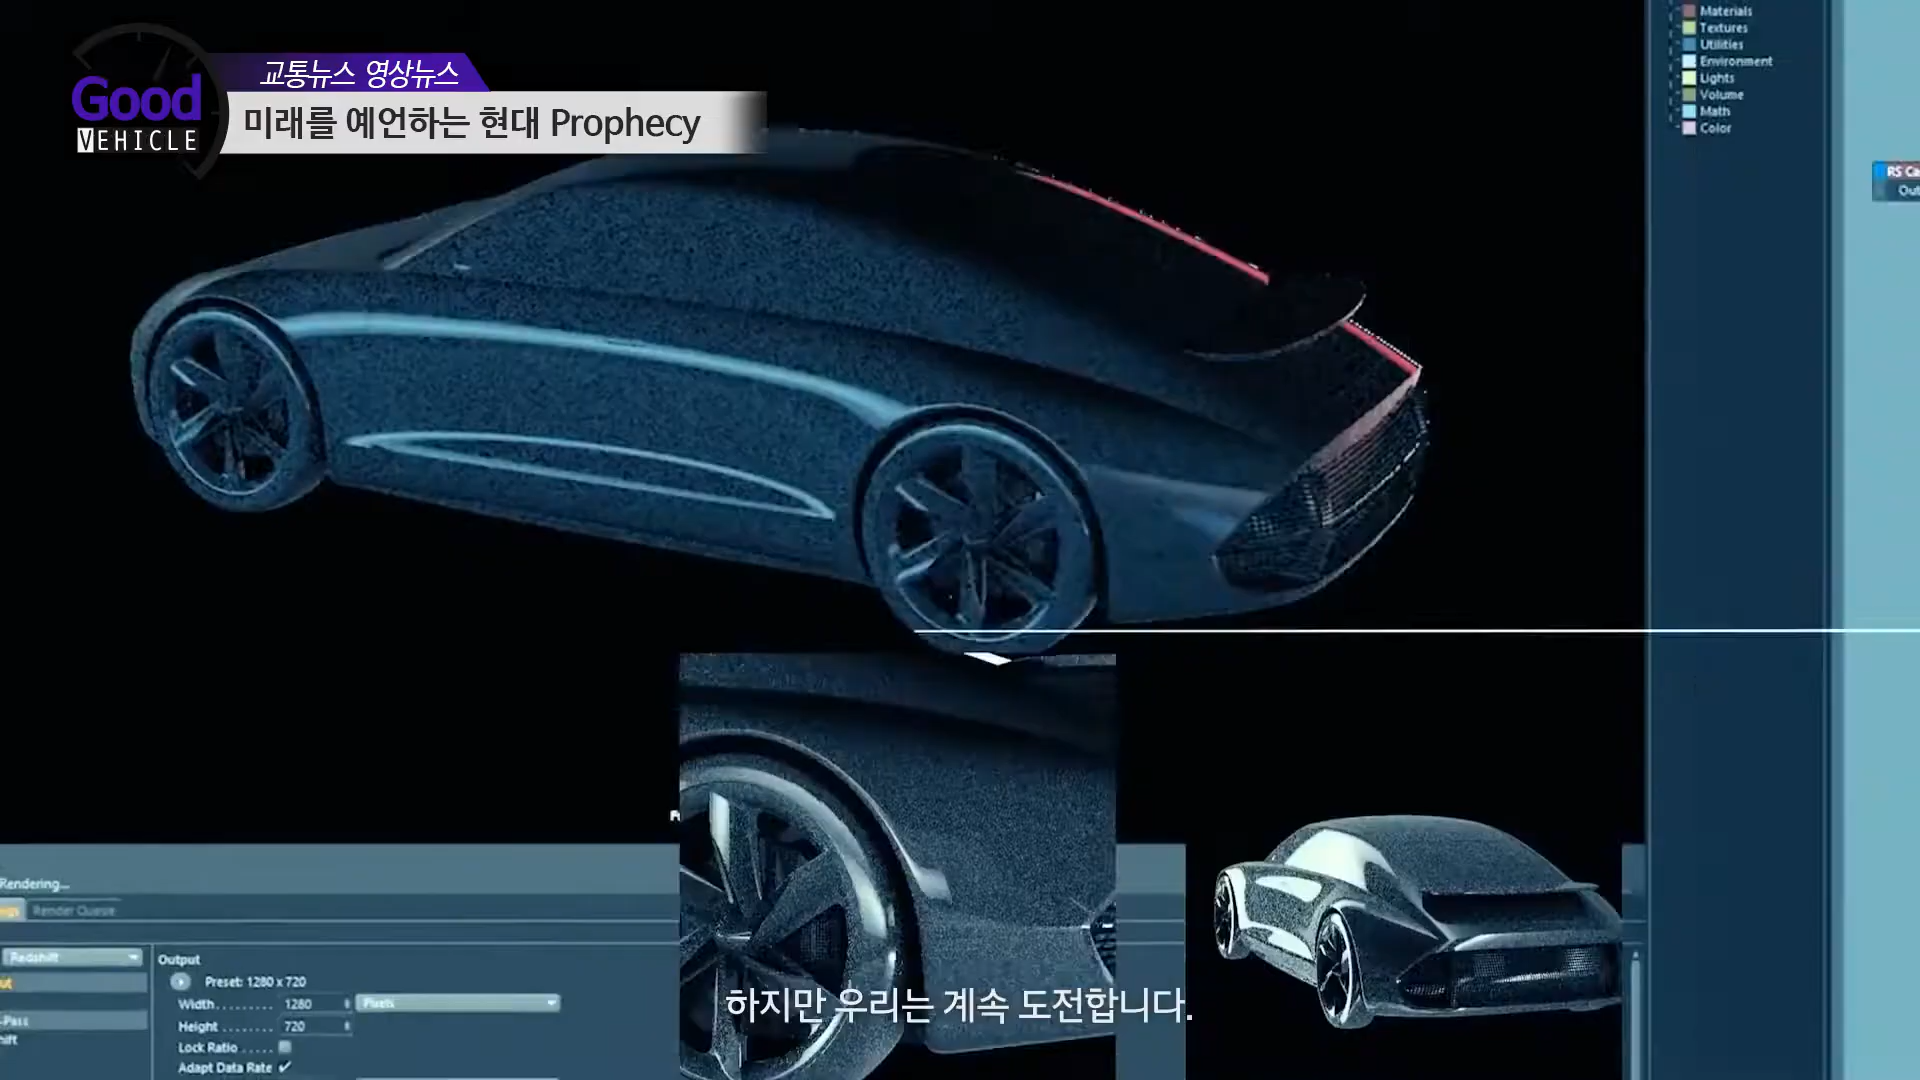 Good
VEHICLE
교통뉴스 영상뉴스
미래를 예언하는 현대 Prophecy
Materials
Textures
Utilities
Environment
Lights
Volume
Math
Color
RS
Rendering...
Render Queue
Redshift
Output
Preset: 1280 x 720
Width........ 1280 Pixels
Height ....... 720
Lock Ratio .....
Adapt Data Rate ✓
하지만 우리는 계속 도전합니다.